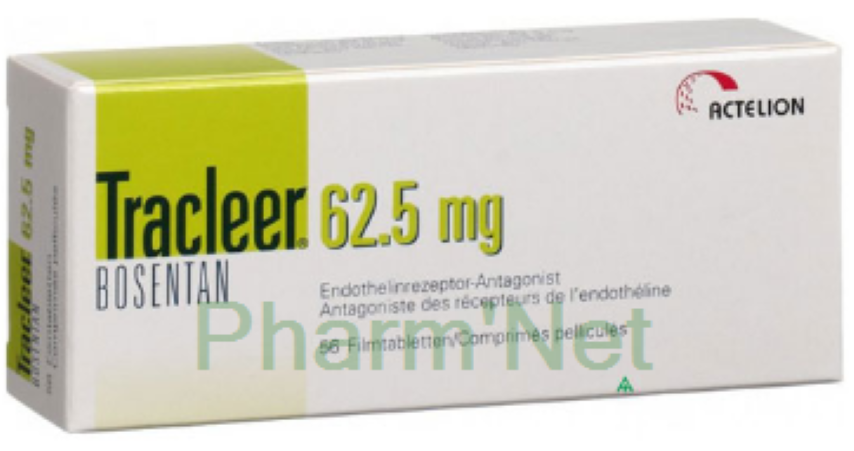 ACTELION
Tracleer® 62.5 mg
BOSENTAN
Endothelinrezeptor-Antagonist
Antagoniste des récepteurs de l'endothéline
56 Filmtabletten/Comprimés pelliculés
Pharm'Net
Tracleer 62.5 mg
BOSENTAN